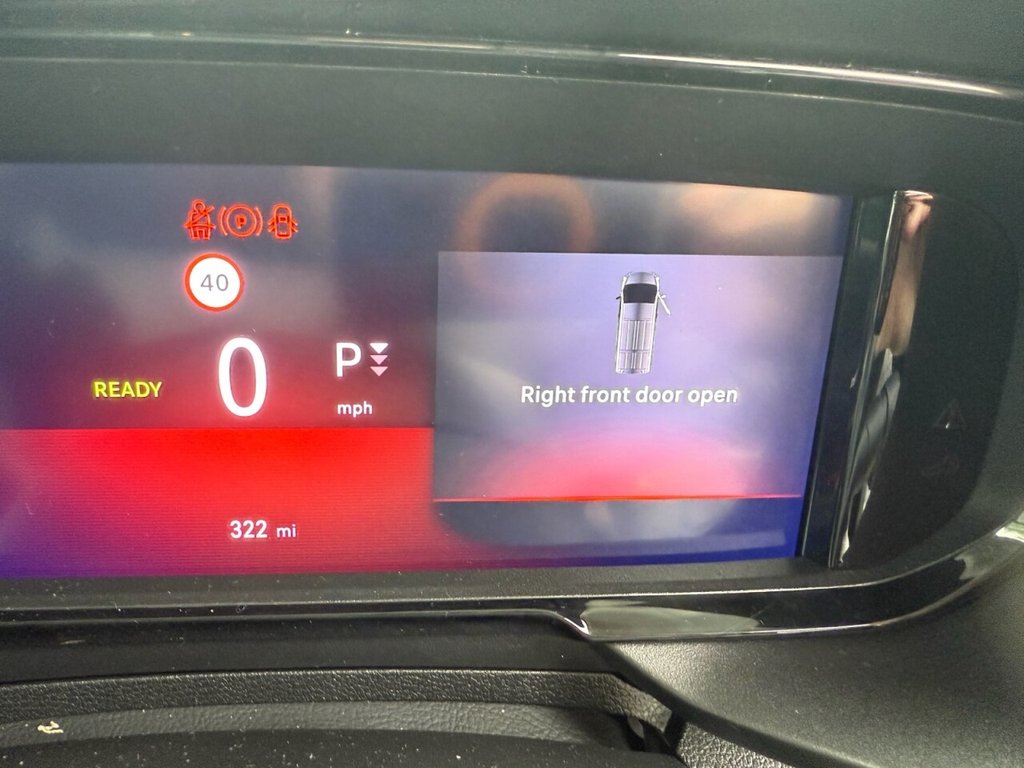 P
40
0
P
READY
mph
322 mi
Right front door open